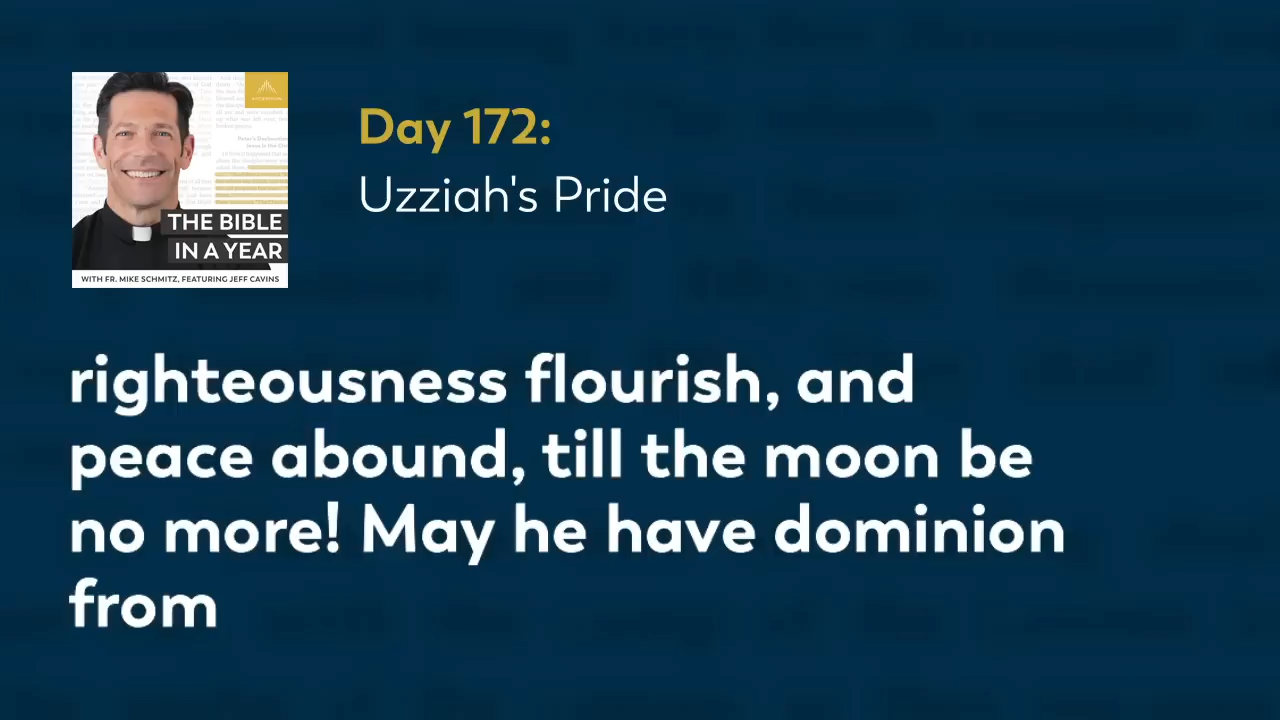 Day 172:
Uzziah's Pride
THE BIBLE
IN A YEAR
WITH FR. MIKE SCHMITZ, FEATURING JEFF CAVINS
righteousness flourish, and
peace abound, till the moon be
no more! May he have dominion
from